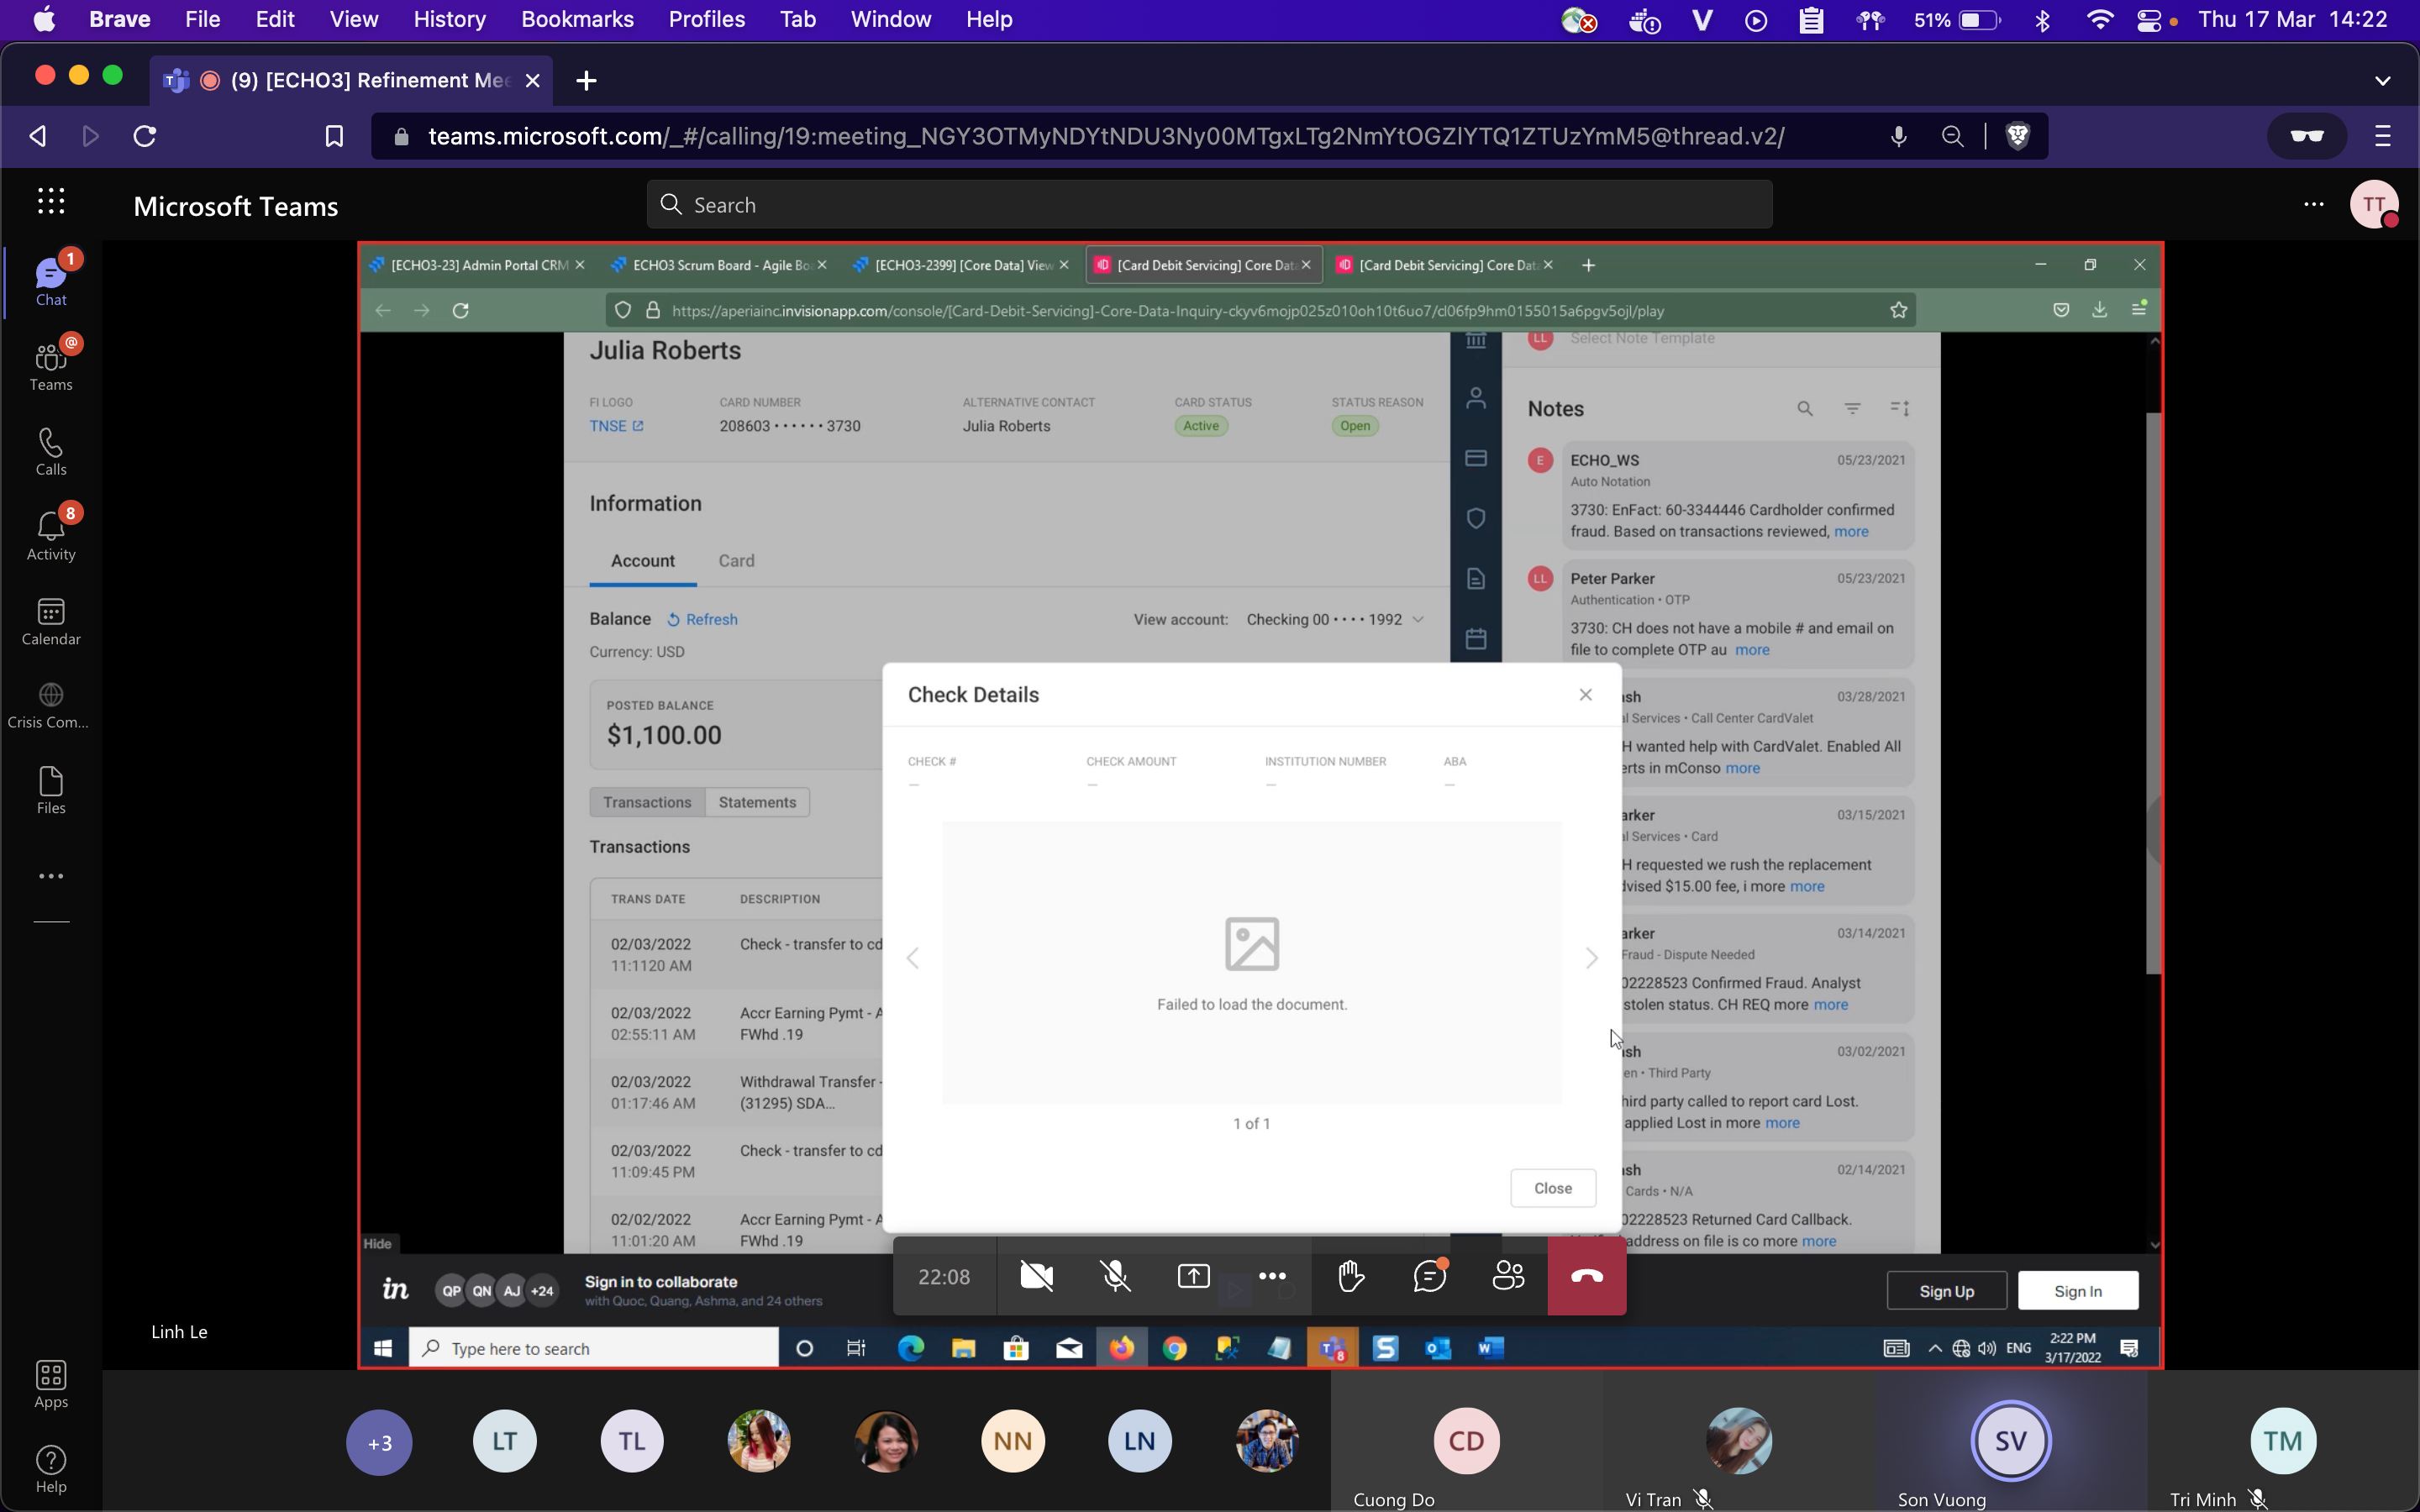 Brave File Edit View History Bookmarks Profiles Tab Window Help
51% Thu 17 Mar 14:22
(9) [ECHO3] Refinement Mee
teams.microsoft.com/_#/calling/19:meeting_NGY3OTMyNDYtNDU3Ny00MTgxLTg2NmYtOGZlYTQ1ZTUzYmM5@thread.v2/
Microsoft Teams
Search
TT
1
Chat
@
Teams
Calls
8
Activity
Calendar
Crisis Com...
Files
Apps
Help
[ECHO3-23] Admin Portal CRM
ECHO3 Scrum Board - Agile Bo
[ECHO3-2399] [Core Data] View
[Card Debit Servicing] Core Dat
[Card Debit Servicing] Core Dat
https://aperiainc.invisionapp.com/console/[Card-Debit-Servicing]-Core-Data-Inquiry-ckyv6mojp025z010oh10t6uo7/cl06fp9hm0155015a6pgv5ojl/play
Julia Roberts
FI LOGO CARD NUMBER ALTERNATIVE CONTACT CARD STATUS STATUS REASON
TNSE 208603 •••••• 3730 Julia Roberts Active Open
Information
Account Card
Balance Refresh View account: Checking 00 •••• 1992
Currency: USD
POSTED BALANCE
$1,100.00
Transactions Statements
Transactions
TRANS DATE DESCRIPTION
02/03/2022 Check - transfer to cd
11:1120 AM
02/03/2022 Accr Earning Pymt - A
02:55:11 AM FWhd .19
02/03/2022 Withdrawal Transfer -
01:17:46 AM (31295) SDA...
02/03/2022 Check - transfer to cd
11:09:45 PM
02/02/2022 Accr Earning Pymt - A
11:01:20 AM FWhd .19
Check Details
CHECK # CHECK AMOUNT INSTITUTION NUMBER ABA
– – – –
Failed to load the document.
1 of 1
Close
LL Select Note Template
Notes
E ECHO_WS 05/23/2021
Auto Notation
3730: EnFact: 60-3344446 Cardholder confirmed
fraud. Based on transactions reviewed, more
LL Peter Parker 05/23/2021
Authentication • OTP
3730: CH does not have a mobile # and email on
file to complete OTP au more
ish 03/28/2021
al Services • Call Center CardValet
H wanted help with CardValet. Enabled All
erts in mConso more
arker 03/15/2021
al Services • Card
H requested we rush the replacement
dvised $15.00 fee, i more more
arker 03/14/2021
Fraud - Dispute Needed
02228523 Confirmed Fraud. Analyst
stolen status. CH REQ more more
ish 03/02/2021
en • Third Party
hird party called to report card Lost.
applied Lost in more more
ish 02/14/2021
Cards • N/A
02228523 Returned Card Callback.
address on file is co more more
Hide
in QP QN AJ +24
Sign in to collaborate
with Quoc, Quang, Ashma, and 24 others
22:08
Sign Up Sign In
Type here to search
8
ENG 2:22 PM
3/17/2022
Linh Le
+3 LT TL NN LN CD SV TM
Cuong Do Vi Tran Son Vuong Tri Minh